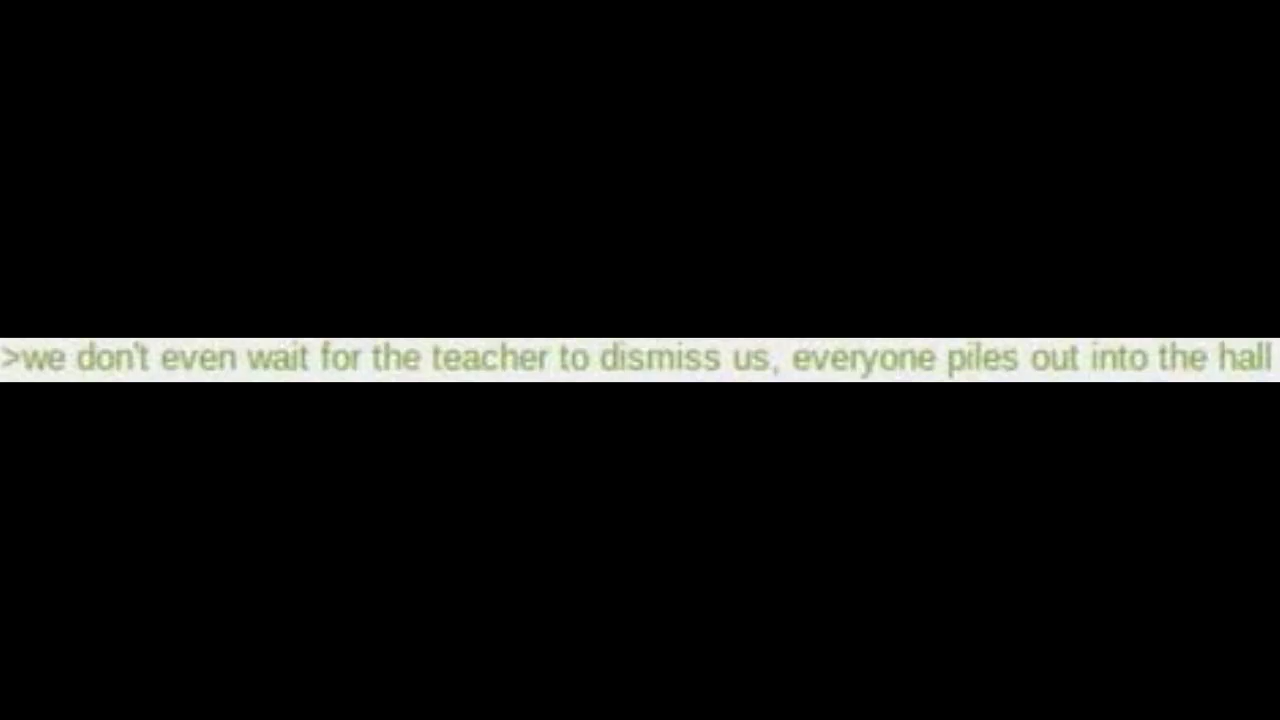 >we don't even wait for the teacher to dismiss us, everyone piles out into the hall